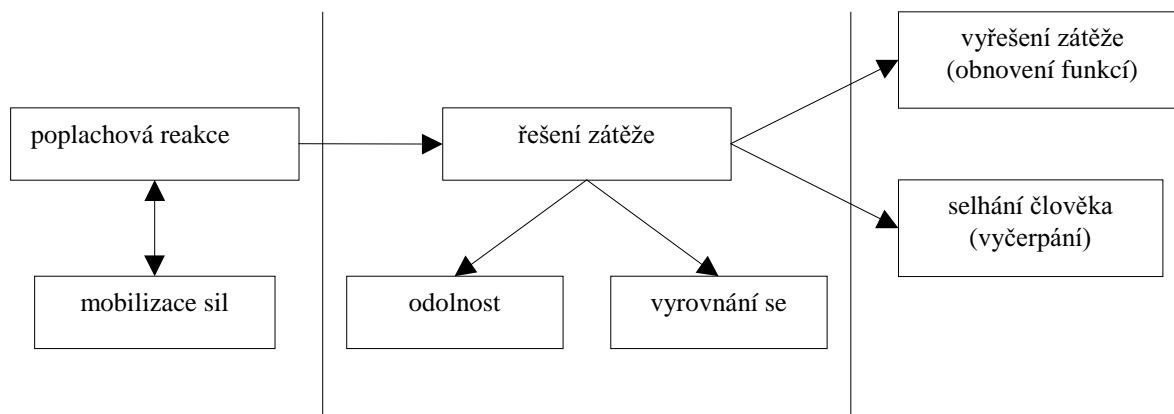 poplachová reakce
mobilizace sil
řešení zátěže
odolnost
vyrovnání se
vyřešení zátěže
(obnovení funkcí)
selhání člověka
(vyčerpání)